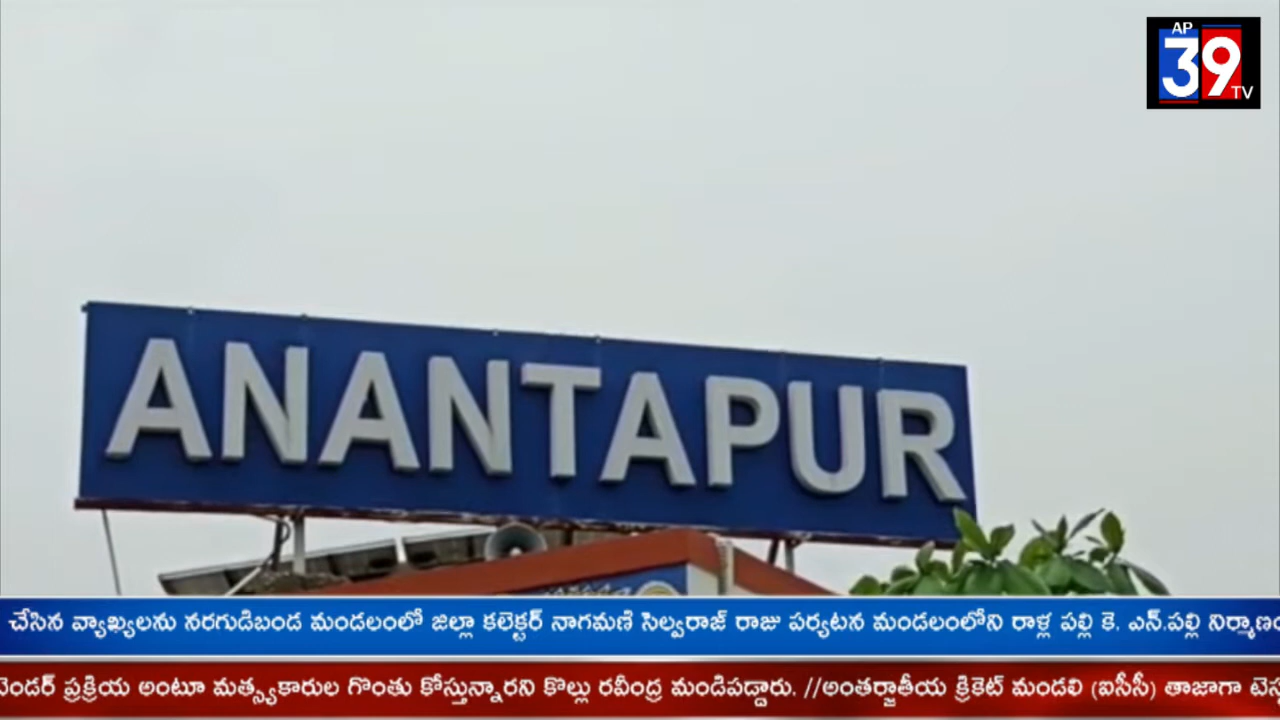 AP
39
TV
ANANTAPUR
చేసిన వ్యాఖ్యలను నరగుడిబండ మండలంలో జిల్లా కలెక్టర్ నాగమణి సెల్వరాజ్ రాజు పర్యటన మండలంలోని రాళ్ల పల్లి కె. ఎన్.పల్లి నిర్మాణం
టెండర్ ప్రక్రియ అంటూ మత్స్యకారుల గొంతు కోస్తున్నారని కొల్లు రవీంద్ర మండిపడ్డారు. //అంతర్జాతీయ క్రికెట్ మండలి (ఐసీసీ) తాజాగా